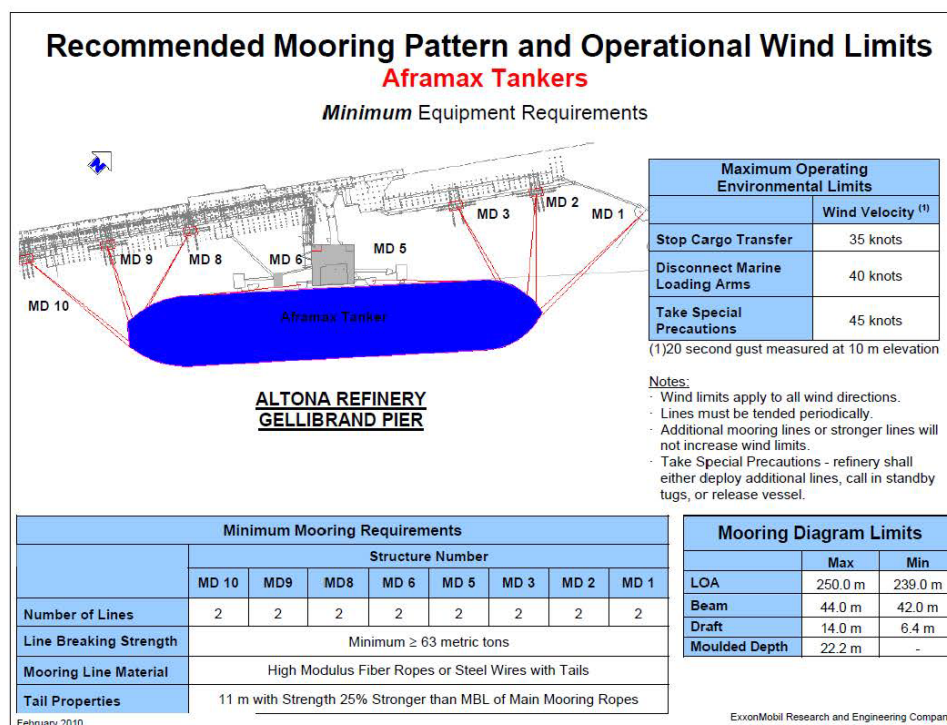 Recommended Mooring Pattern and Operational Wind Limits
Aframax Tankers
Minimum Equipment Requirements
N
MD 10
MD 9
MD 8
MD 6
MD 5
MD 3
MD 2
MD 1
Aframax Tanker
ALTONA REFINERY
GELLIBRAND PIER
Maximum Operating
Environmental Limits
Wind Velocity (1)
Stop Cargo Transfer 35 knots
Disconnect Marine
Loading Arms 40 knots
Take Special
Precautions 45 knots
(1)20 second gust measured at 10 m elevation
Notes:
· Wind limits apply to all wind directions.
· Lines must be tended periodically.
· Additional mooring lines or stronger lines will
not increase wind limits.
· Take Special Precautions - refinery shall
either deploy additional lines, call in standby
tugs, or release vessel.
Minimum Mooring Requirements
Structure Number
MD 10 MD9 MD8 MD 6 MD 5 MD 3 MD 2 MD 1
Number of Lines 2 2 2 2 2 2 2 2
Line Breaking Strength Minimum ≥ 63 metric tons
Mooring Line Material High Modulus Fiber Ropes or Steel Wires with Tails
Tail Properties 11 m with Strength 25% Stronger than MBL of Main Mooring Ropes
Mooring Diagram Limits
Max Min
LOA 250.0 m 239.0 m
Beam 44.0 m 42.0 m
Draft 14.0 m 6.4 m
Moulded Depth 22.2 m -
February 2010
ExxonMobil Research and Engineering Compan